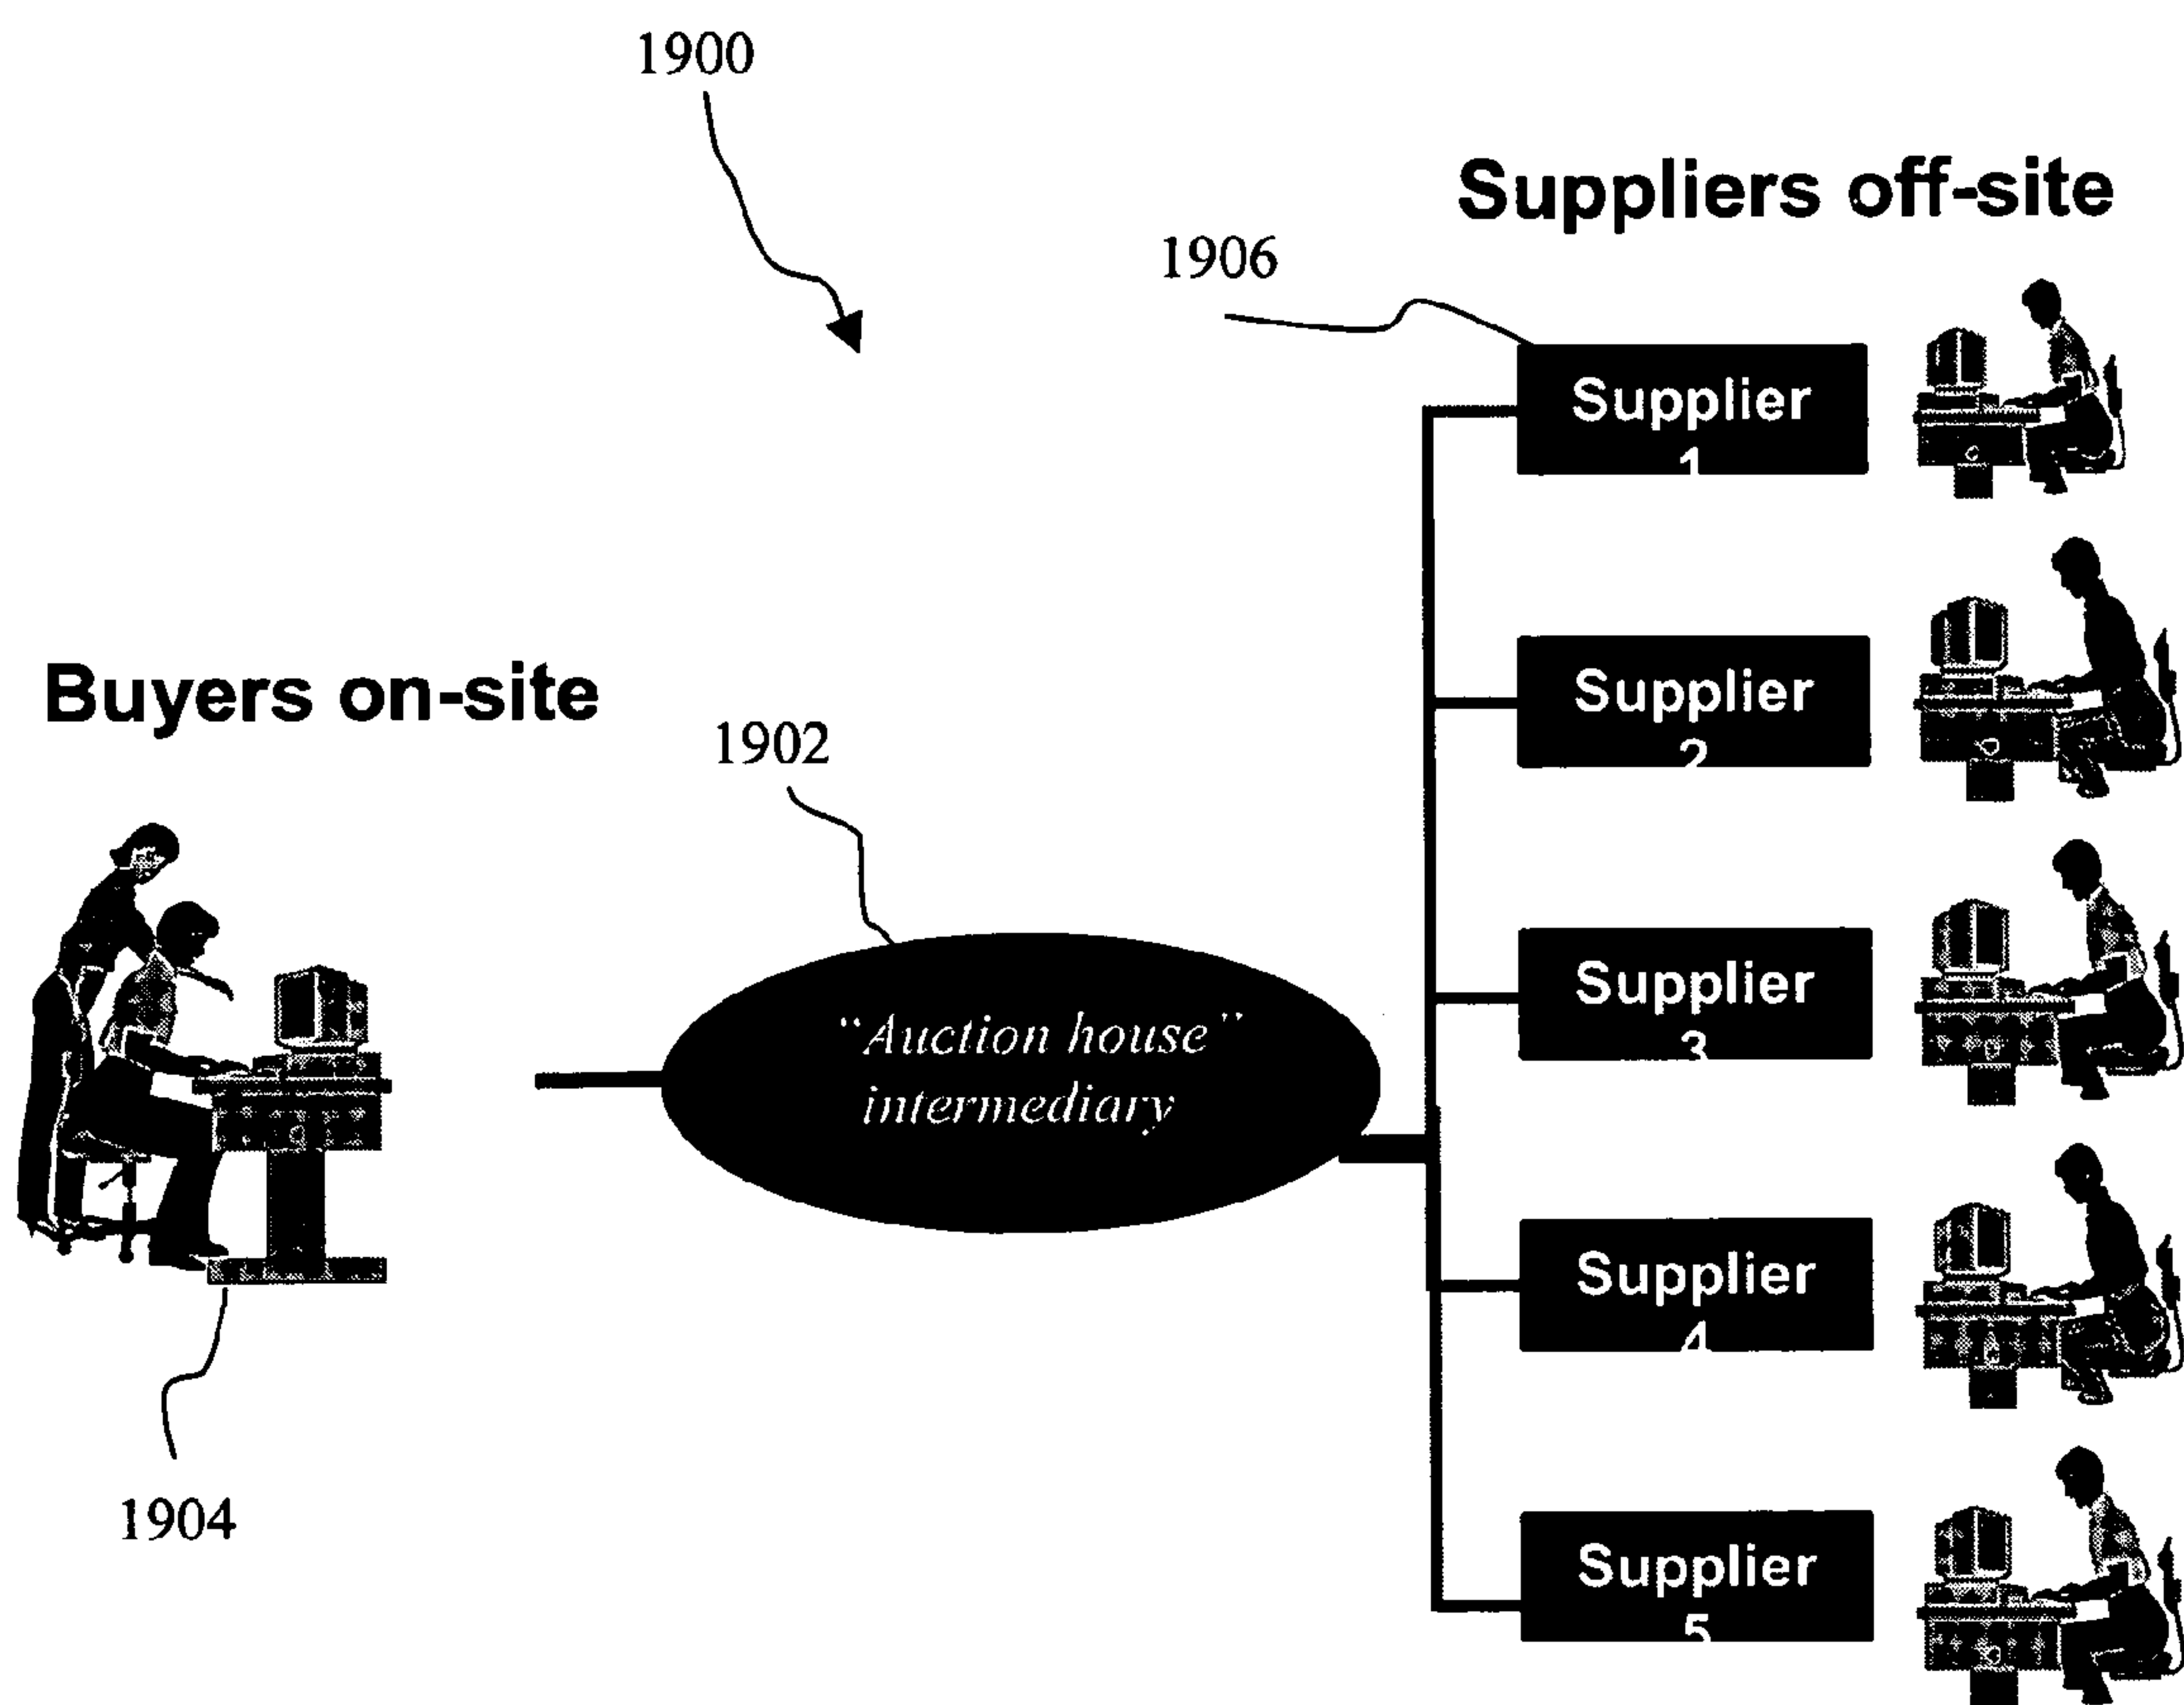 1900
Suppliers off-site
1906
Supplier
1
Supplier
2
Buyers on-site
1902
Supplier
3
“Auction house”
intermediary
Supplier
4
1904
Supplier
5